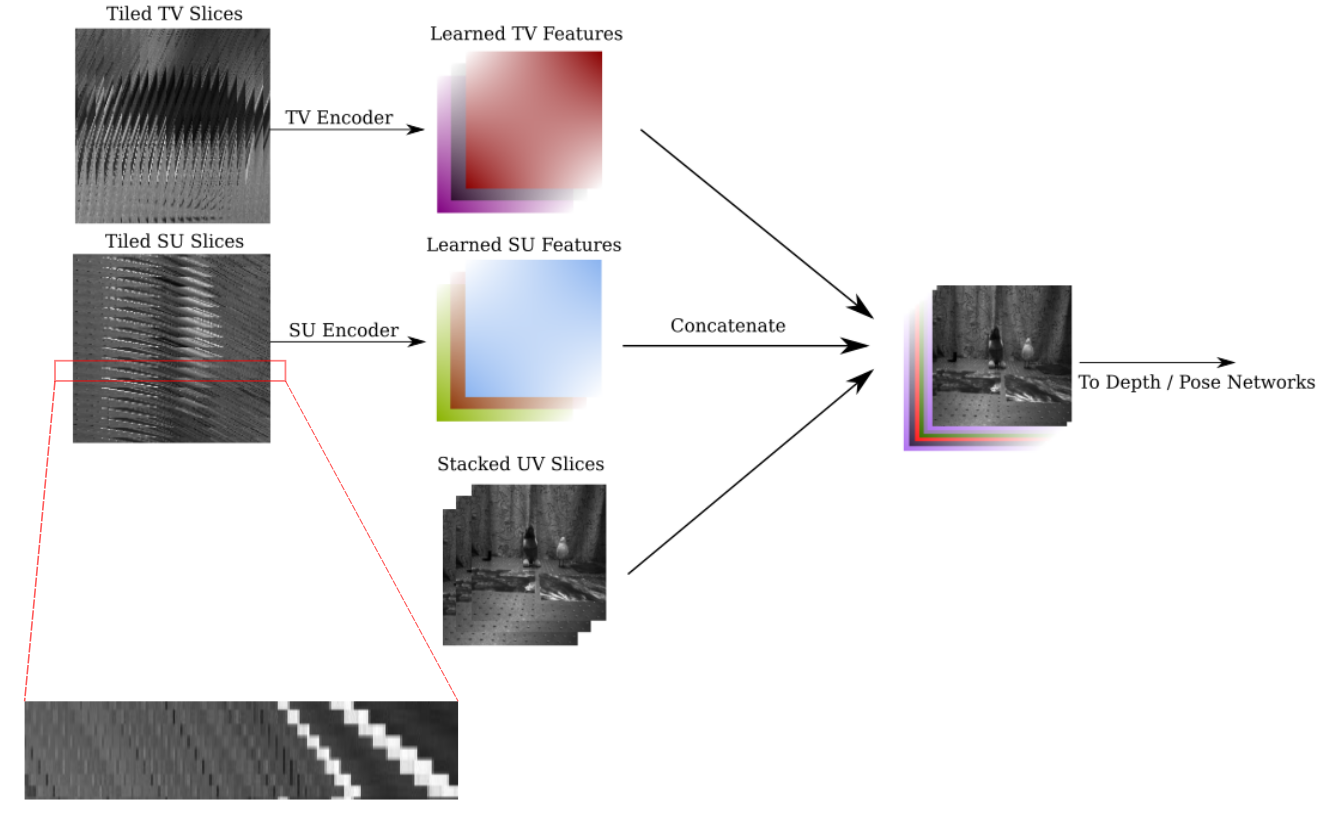 Tiled TV Slices
Learned TV Features
TV Encoder
Tiled SU Slices
Learned SU Features
SU Encoder
Concatenate
To Depth / Pose Networks
Stacked UV Slices